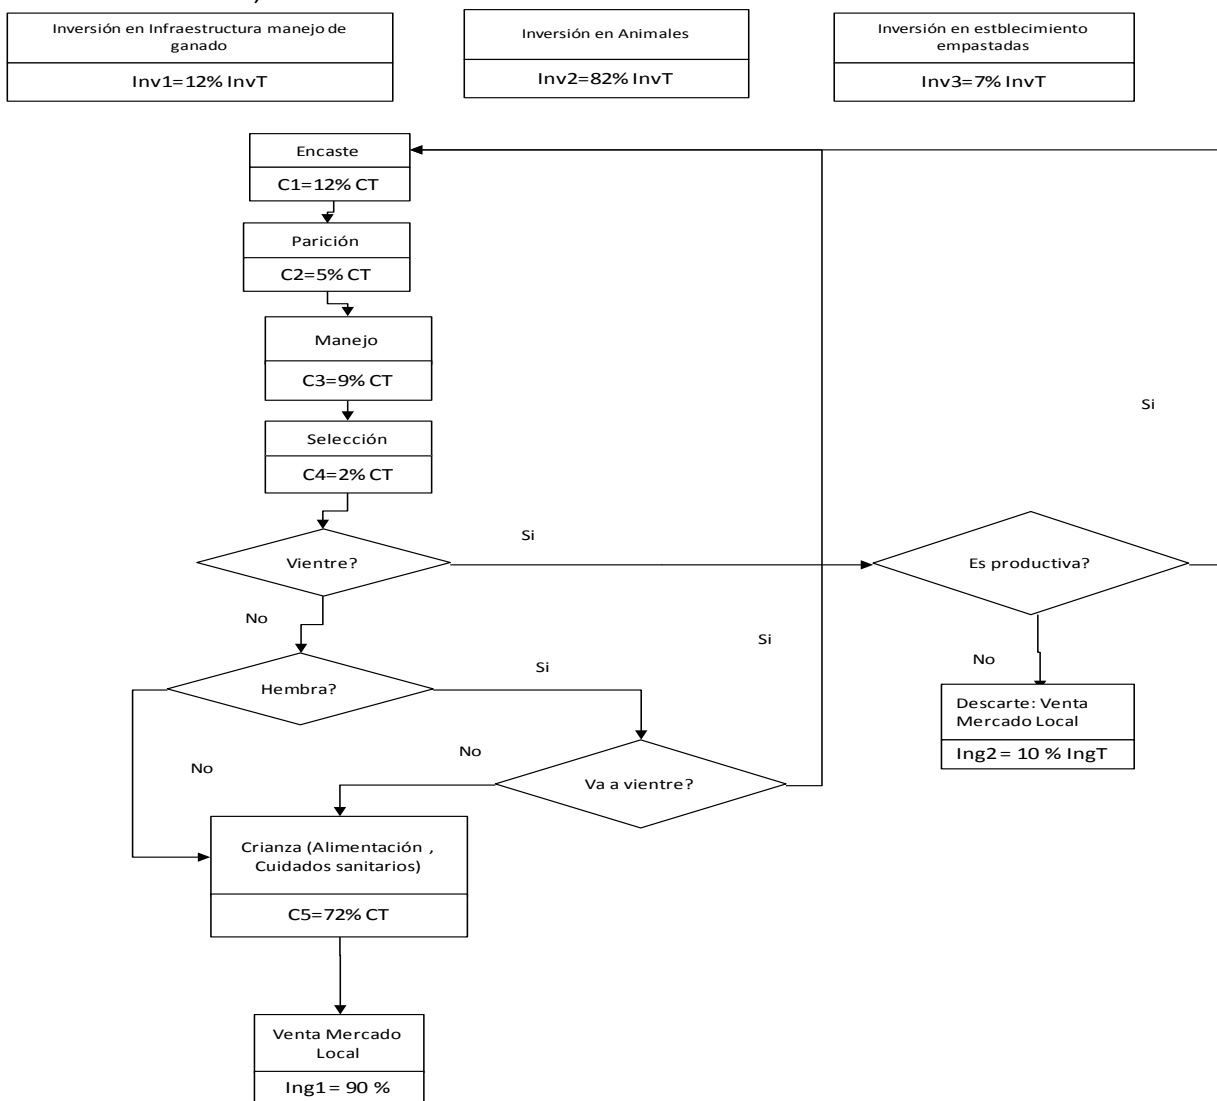 Inversión en Infraestructura manejo de
ganado
Inv1=12% InvT
Inversión en Animales
Inv2=82% InvT
Inversión en estblecimiento
empastadas
Inv3=7% InvT
Encaste
C1=12% CT
Parición
C2=5% CT
Manejo
C3=9% CT
Selección
C4=2% CT
Vientre?
Si
No
Es productiva?
Si
No
Descarte: Venta
Mercado Local
Ing2 = 10 % IngT
Hembra?
Si
No
Va a vientre?
Si
No
Crianza (Alimentación ,
Cuidados sanitarios)
C5=72% CT
Venta Mercado
Local
Ing1 = 90 %